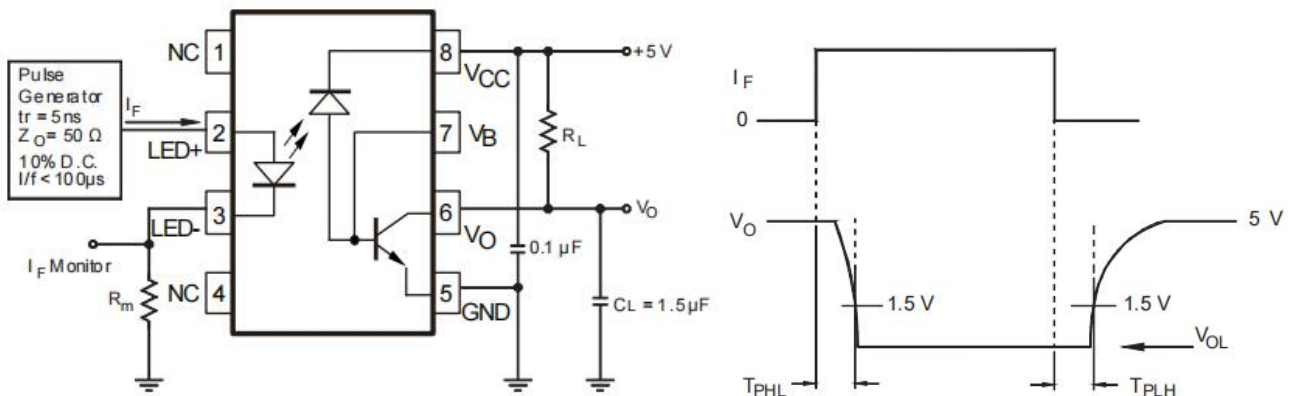 Pulse
Generator
tr = 5ns
ZO = 50 Ω
10% D.C.
I/f < 100µs
IF
NC
1
2
LED+
3
LED-
NC
4
IF Monitor
Rm
8
VCC
7
VB
6
VO
5
GND
+5 V
RL
VO
0.1 µF
CL = 1.5µF
IF
0
VO
5 V
1.5 V
1.5 V
VOL
TPHL
TPLH